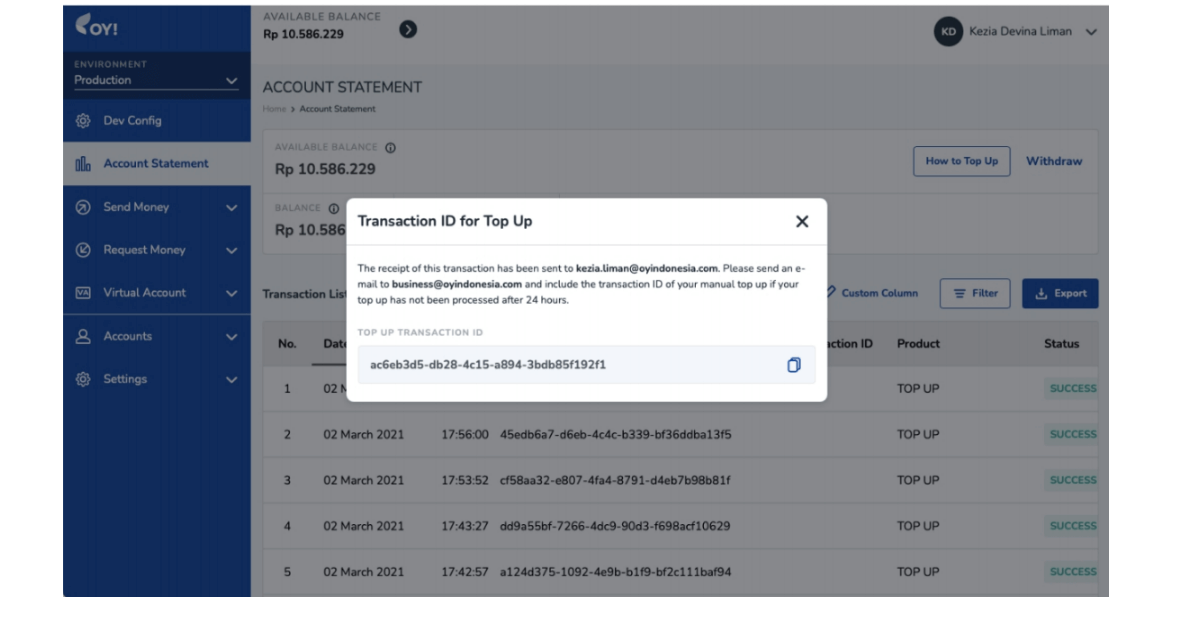 OY!
AVAILABLE BALANCE
Rp 10.586.229
KD Kezia Devina Liman
ENVIRONMENT
Production
Dev Config
Account Statement
Send Money
Request Money
VA Virtual Account
Accounts
Settings
ACCOUNT STATEMENT
Home > Account Statement
AVAILABLE BALANCE
Rp 10.586.229
How to Top Up
Withdraw
BALANCE
Rp 10.586
Transaction ID for Top Up
The receipt of this transaction has been sent to kezia.liman@oyindonesia.com. Please send an e-
mail to business@oyindonesia.com and include the transaction ID of your manual top up if your
top up has not been processed after 24 hours.
TOP UP TRANSACTION ID
ac6eb3d5-db28-4c15-a894-3bdb85f192f1
Transaction List
Custom Column
Filter
Export
No. Date ction ID Product Status
1 02 TOP UP SUCCESS
2 02 March 2021 17:56:00 45edb6a7-d6eb-4c4c-b339-bf36ddba13f5 TOP UP SUCCESS
3 02 March 2021 17:53:52 cf58aa32-e807-4fa4-8791-d4eb7b98b81f TOP UP SUCCESS
4 02 March 2021 17:43:27 dd9a55bf-7266-4dc9-90d3-f698acf10629 TOP UP SUCCESS
5 02 March 2021 17:42:57 a124d375-1092-4e9b-b1f9-bf2c111baf94 TOP UP SUCCESS